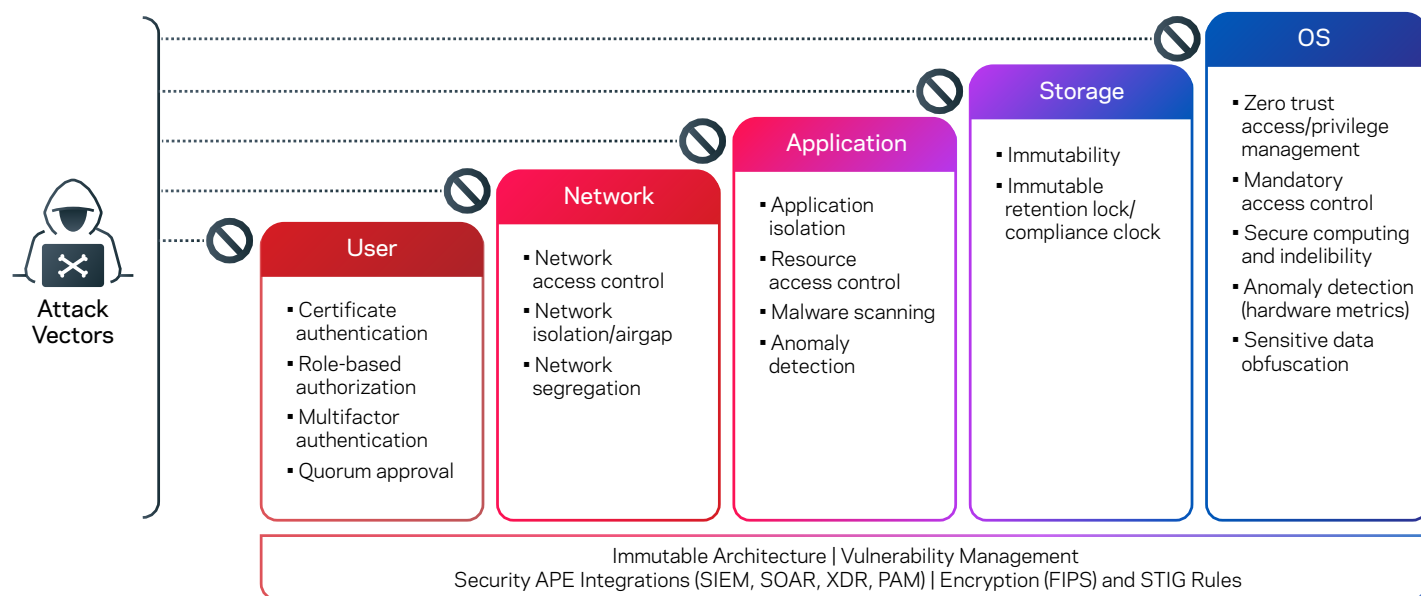 Attack
Vectors
User
▪ Certificate
authentication
▪ Role-based
authorization
▪ Multifactor
authentication
▪ Quorum approval
Network
▪ Network
access control
▪ Network
isolation/airgap
▪ Network
segregation
Application
▪ Application
isolation
▪ Resource
access control
▪ Malware scanning
▪ Anomaly
detection
Storage
▪ Immutability
▪ Immutable
retention lock/
compliance clock
OS
▪ Zero trust
access/privilege
management
▪ Mandatory
access control
▪ Secure computing
and indelibility
▪ Anomaly detection
(hardware metrics)
▪ Sensitive data
obfuscation
Immutable Architecture | Vulnerability Management
Security APE Integrations (SIEM, SOAR, XDR, PAM) | Encryption (FIPS) and STIG Rules